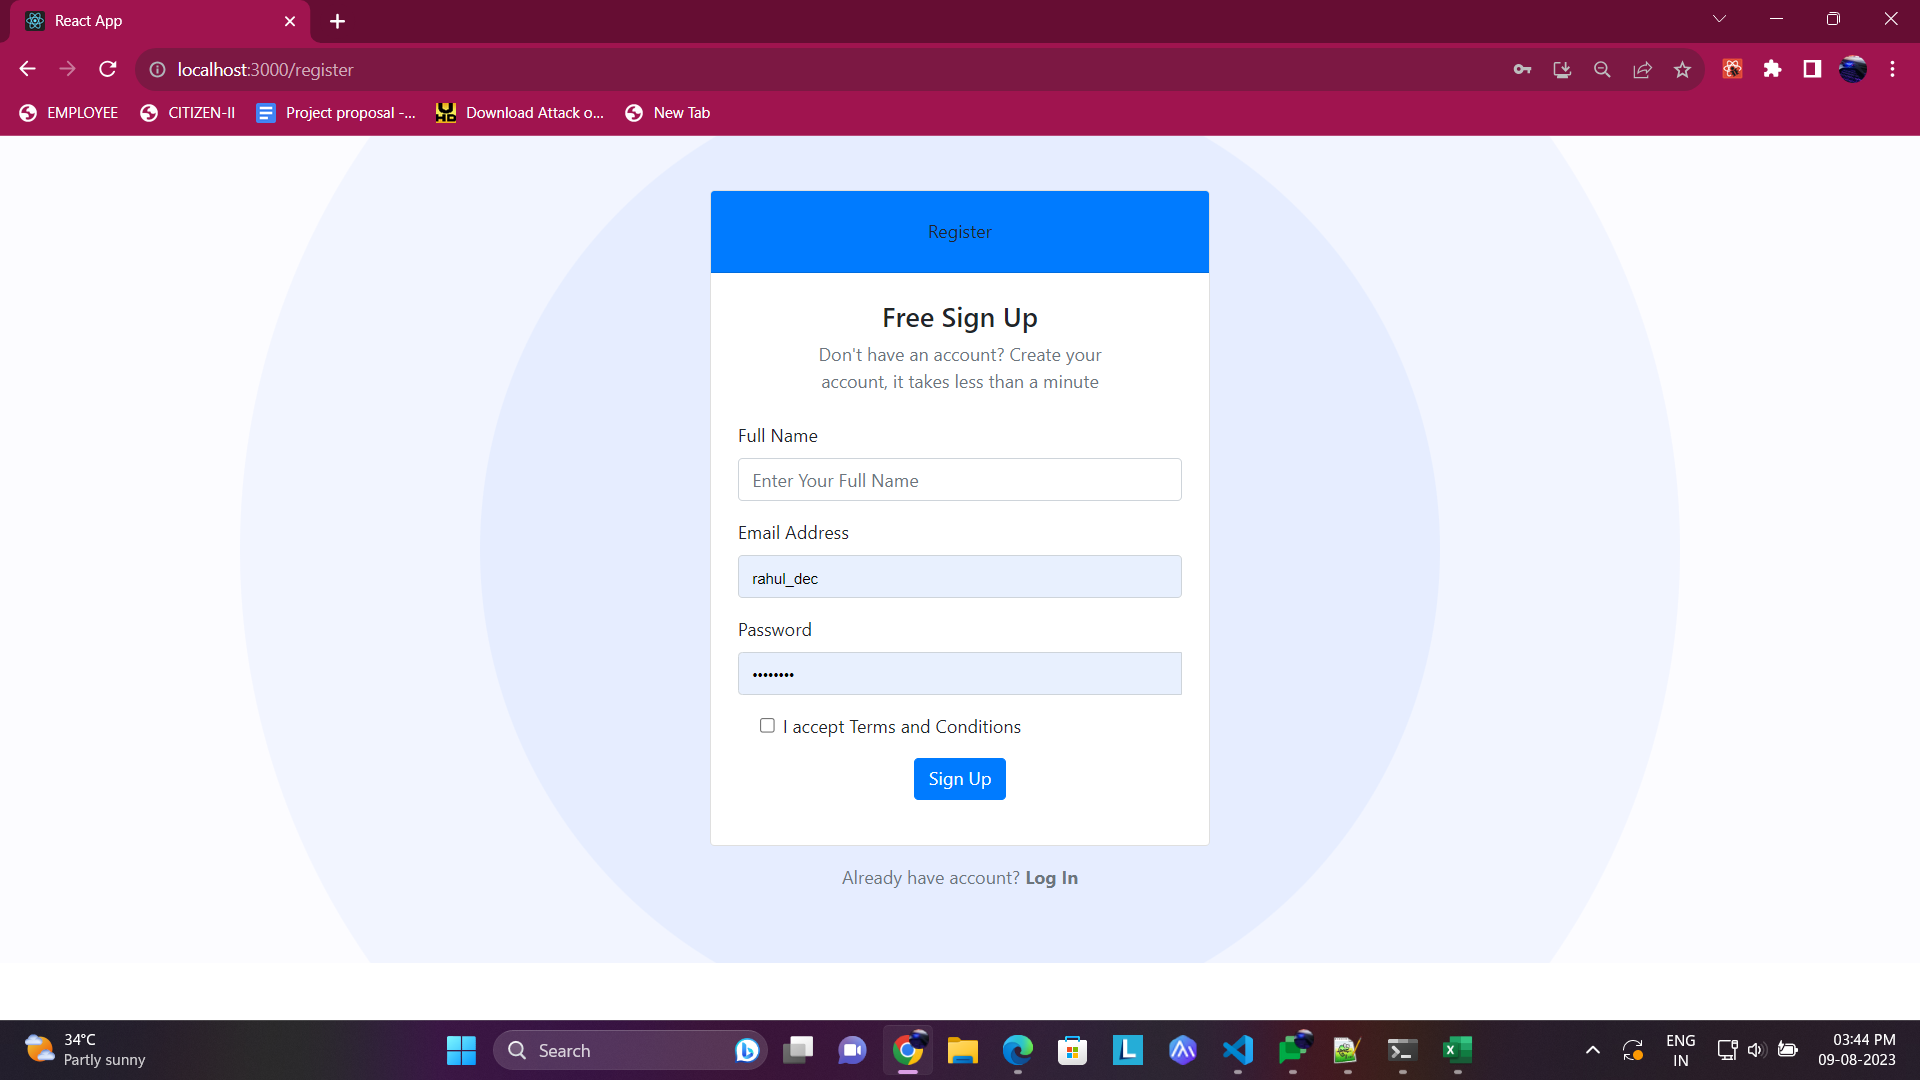 React App
localhost:3000/register
EMPLOYEE
CITIZEN-II
Project proposal -...
Download Attack o...
New Tab
Register
Free Sign Up
Don't have an account? Create your
account, it takes less than a minute
Full Name
Enter Your Full Name
Email Address
rahul_dec
Password
••••••••
I accept Terms and Conditions
Sign Up
Already have account? Log In
34°C
Partly sunny
Search
ENG
IN
03:44 PM
09-08-2023